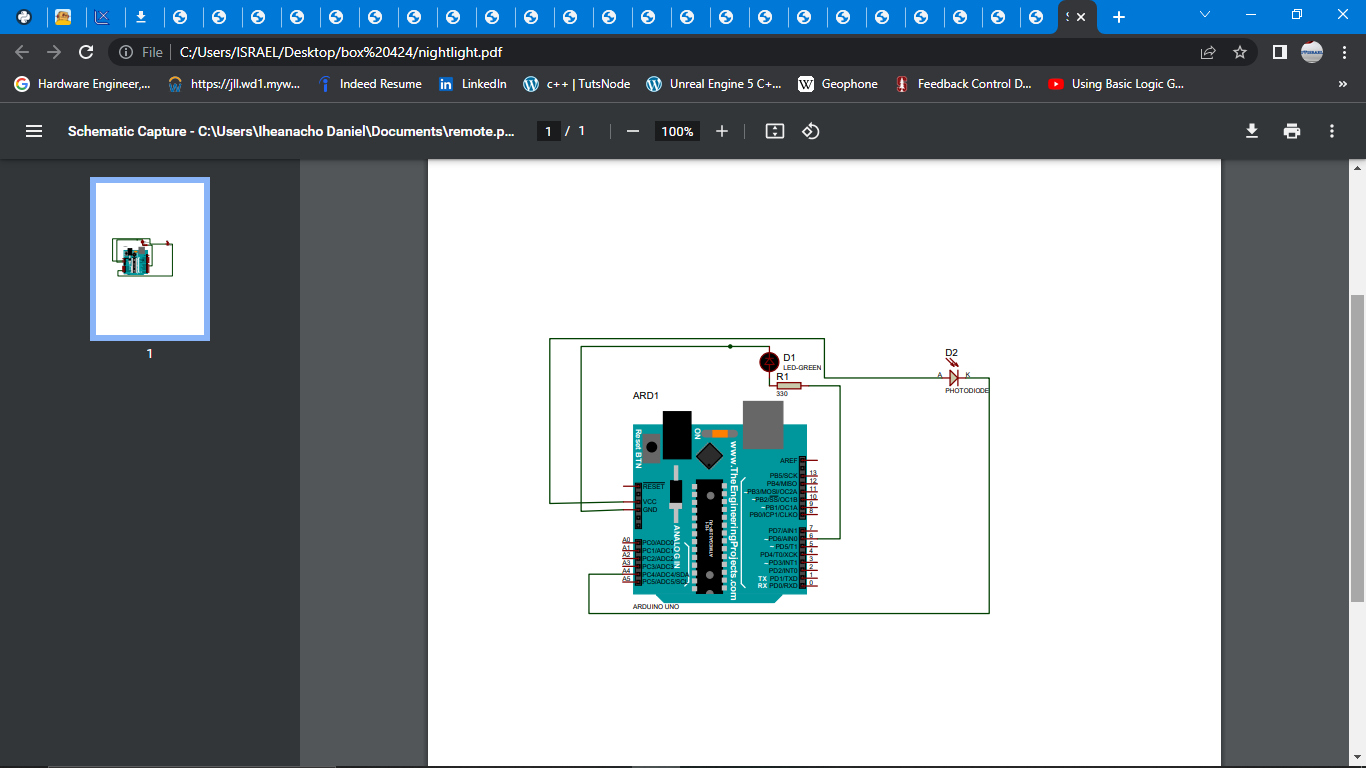 File
C:/Users/ISRAEL/Desktop/box%20424/nightlight.pdf
Hardware Engineer,...
https://jll.wd1.myw...
Indeed Resume
LinkedIn
c++ | TutsNode
Unreal Engine 5 C+...
Geophone
Feedback Control D...
Using Basic Logic G...
»
Schematic Capture - C:\Users\Iheanacho Daniel\Documents\remote.p...
1 / 1
100%
1
D1
LED-GREEN
R1
330
D2
A
K
PHOTODIODE
ARD1
Reset BTN
ON
www.TheEngineeringProjects.com
ANALOG IN
RESET
VCC
GND
A0 PC0/ADC0
A1 PC1/ADC1
A2 PC2/ADC2
A3 PC3/ADC3
A4 PC4/ADC4/SDA
A5 PC5/ADC5/SCL
AREF
PB5/SCK 13
PB4/MISO 12
~PB3/MOSI/OC2A 11
~PB2/SS/OC1B 10
~PB1/OC1A 9
PB0/ICP1/CLKO 8
PD7/AIN1 7
~PD6/AIN0 6
~PD5/T1 5
PD4/T0/XCK 4
~PD3/INT1 3
PD2/INT0 2
TX PD1/TXD 1
RX PD0/RXD 0
ARDUINO UNO